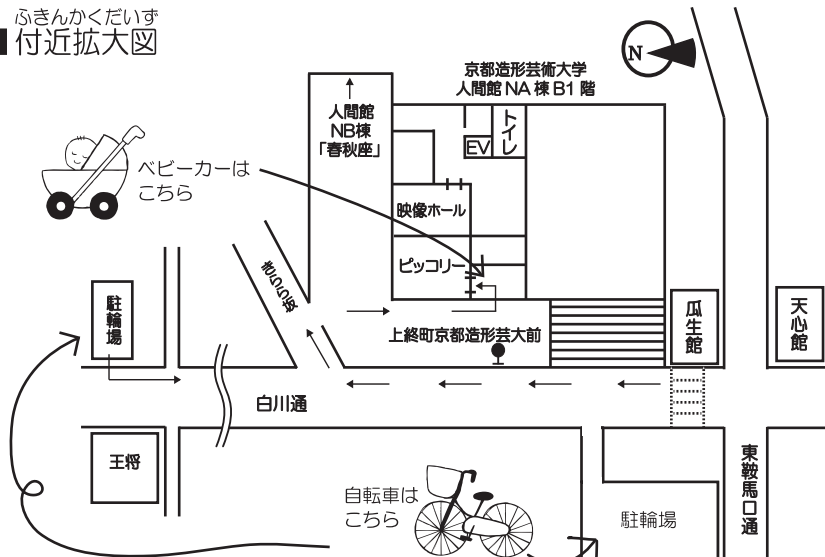 ふきんかくだいず
付近拡大図
N
京都造形芸術大学
人間館 NA 棟 B1 階
人間館
NB棟
「春秋座」
トイレ
EV
ベビーカーは
こちら
映像ホール
ピッコリー
きらら坂
駐輪場
瓜生館
天心館
上終町京都造形芸大前
白川通
王将
東鞍馬口通
自転車は
こちら
駐輪場